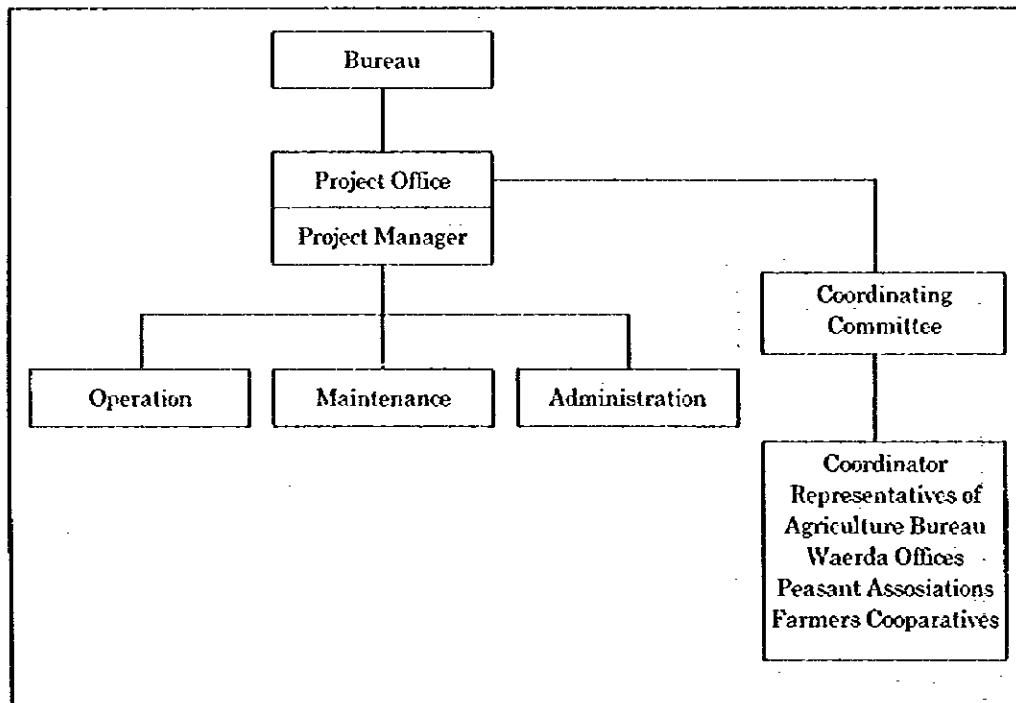 Bureau
Project Office
Project Manager
Coordinating
Committee
Operation
Maintenance
Administration
Coordinator
Representatives of
Agriculture Bureau
Waerda Offices
Peasant Assosiations
Farmers Cooparatives